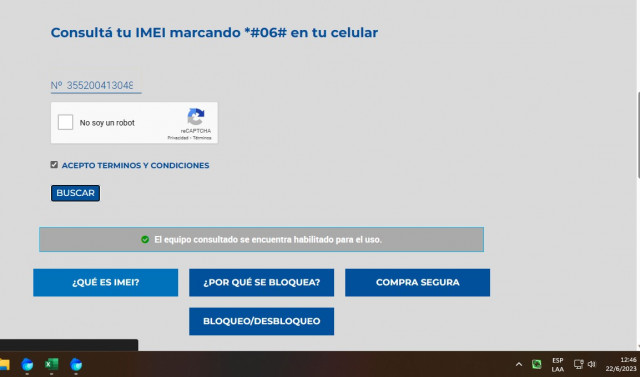 Consultá tu IMEI marcando *#06# en tu celular
Nº 355200413048
No soy un robot
reCAPTCHA
Privacidad - Términos
ACEPTO TERMINOS Y CONDICIONES
BUSCAR
El equipo consultado se encuentra habilitado para el uso.
¿QUÉ ES IMEI?
¿POR QUÉ SE BLOQUEA?
COMPRA SEGURA
BLOQUEO/DESBLOQUEO
ESP
LAA
12:46
22/6/2023